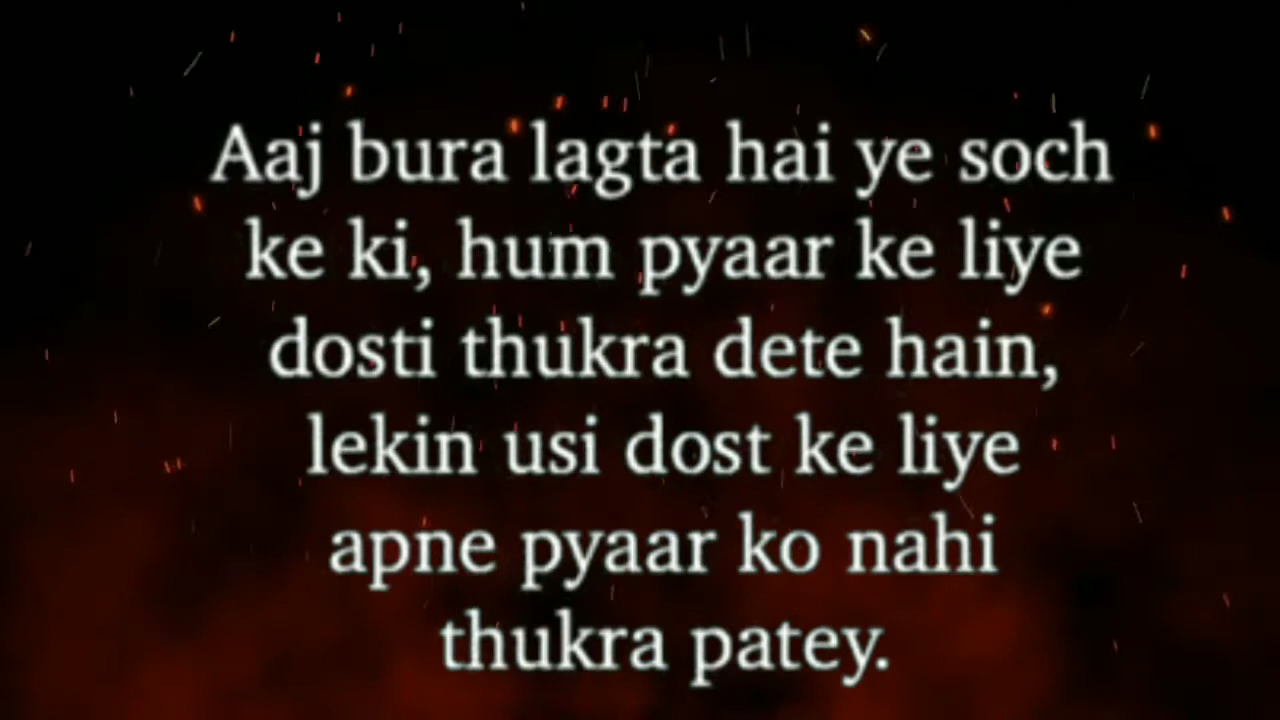 Aaj bura lagta hai ye soch
ke ki, hum pyaar ke liye
dosti thukra dete hain,
lekin usi dost ke liye
apne pyaar ko nahi
thukra patey.